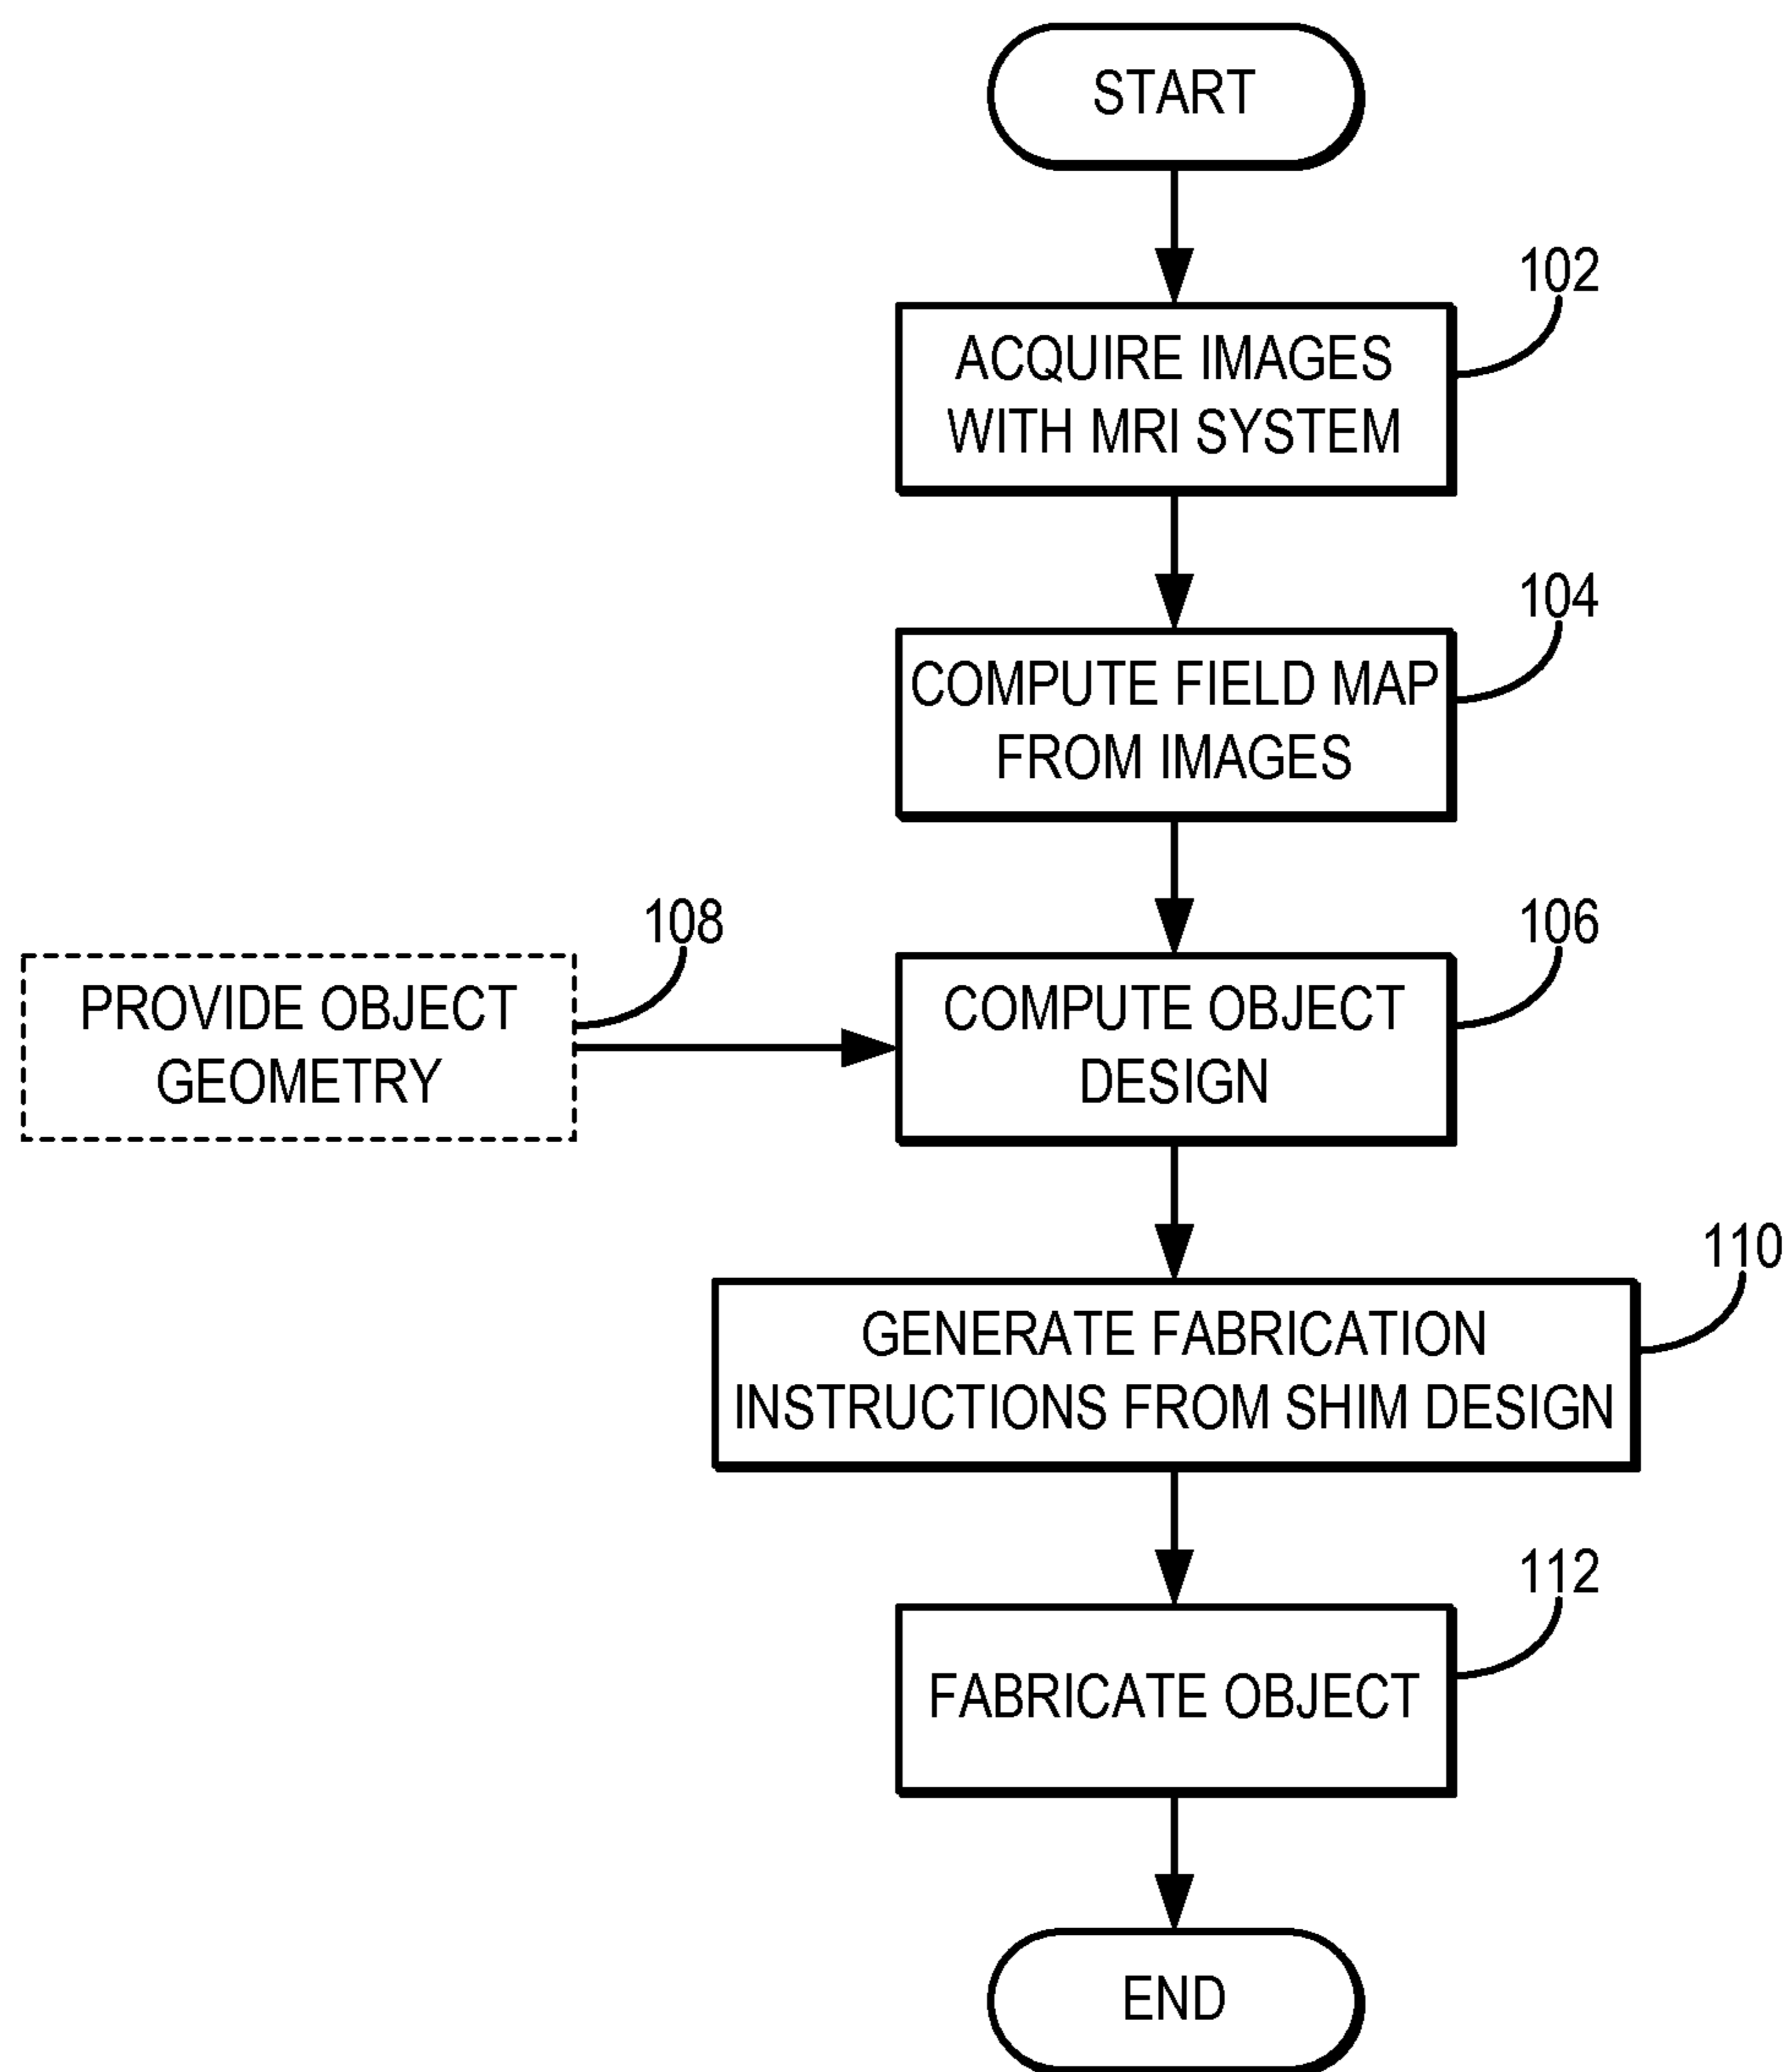 START
102
ACQUIRE IMAGES
WITH MRI SYSTEM
104
COMPUTE FIELD MAP
FROM IMAGES
108
PROVIDE OBJECT
GEOMETRY
106
COMPUTE OBJECT
DESIGN
110
GENERATE FABRICATION
INSTRUCTIONS FROM SHIM DESIGN
112
FABRICATE OBJECT
END